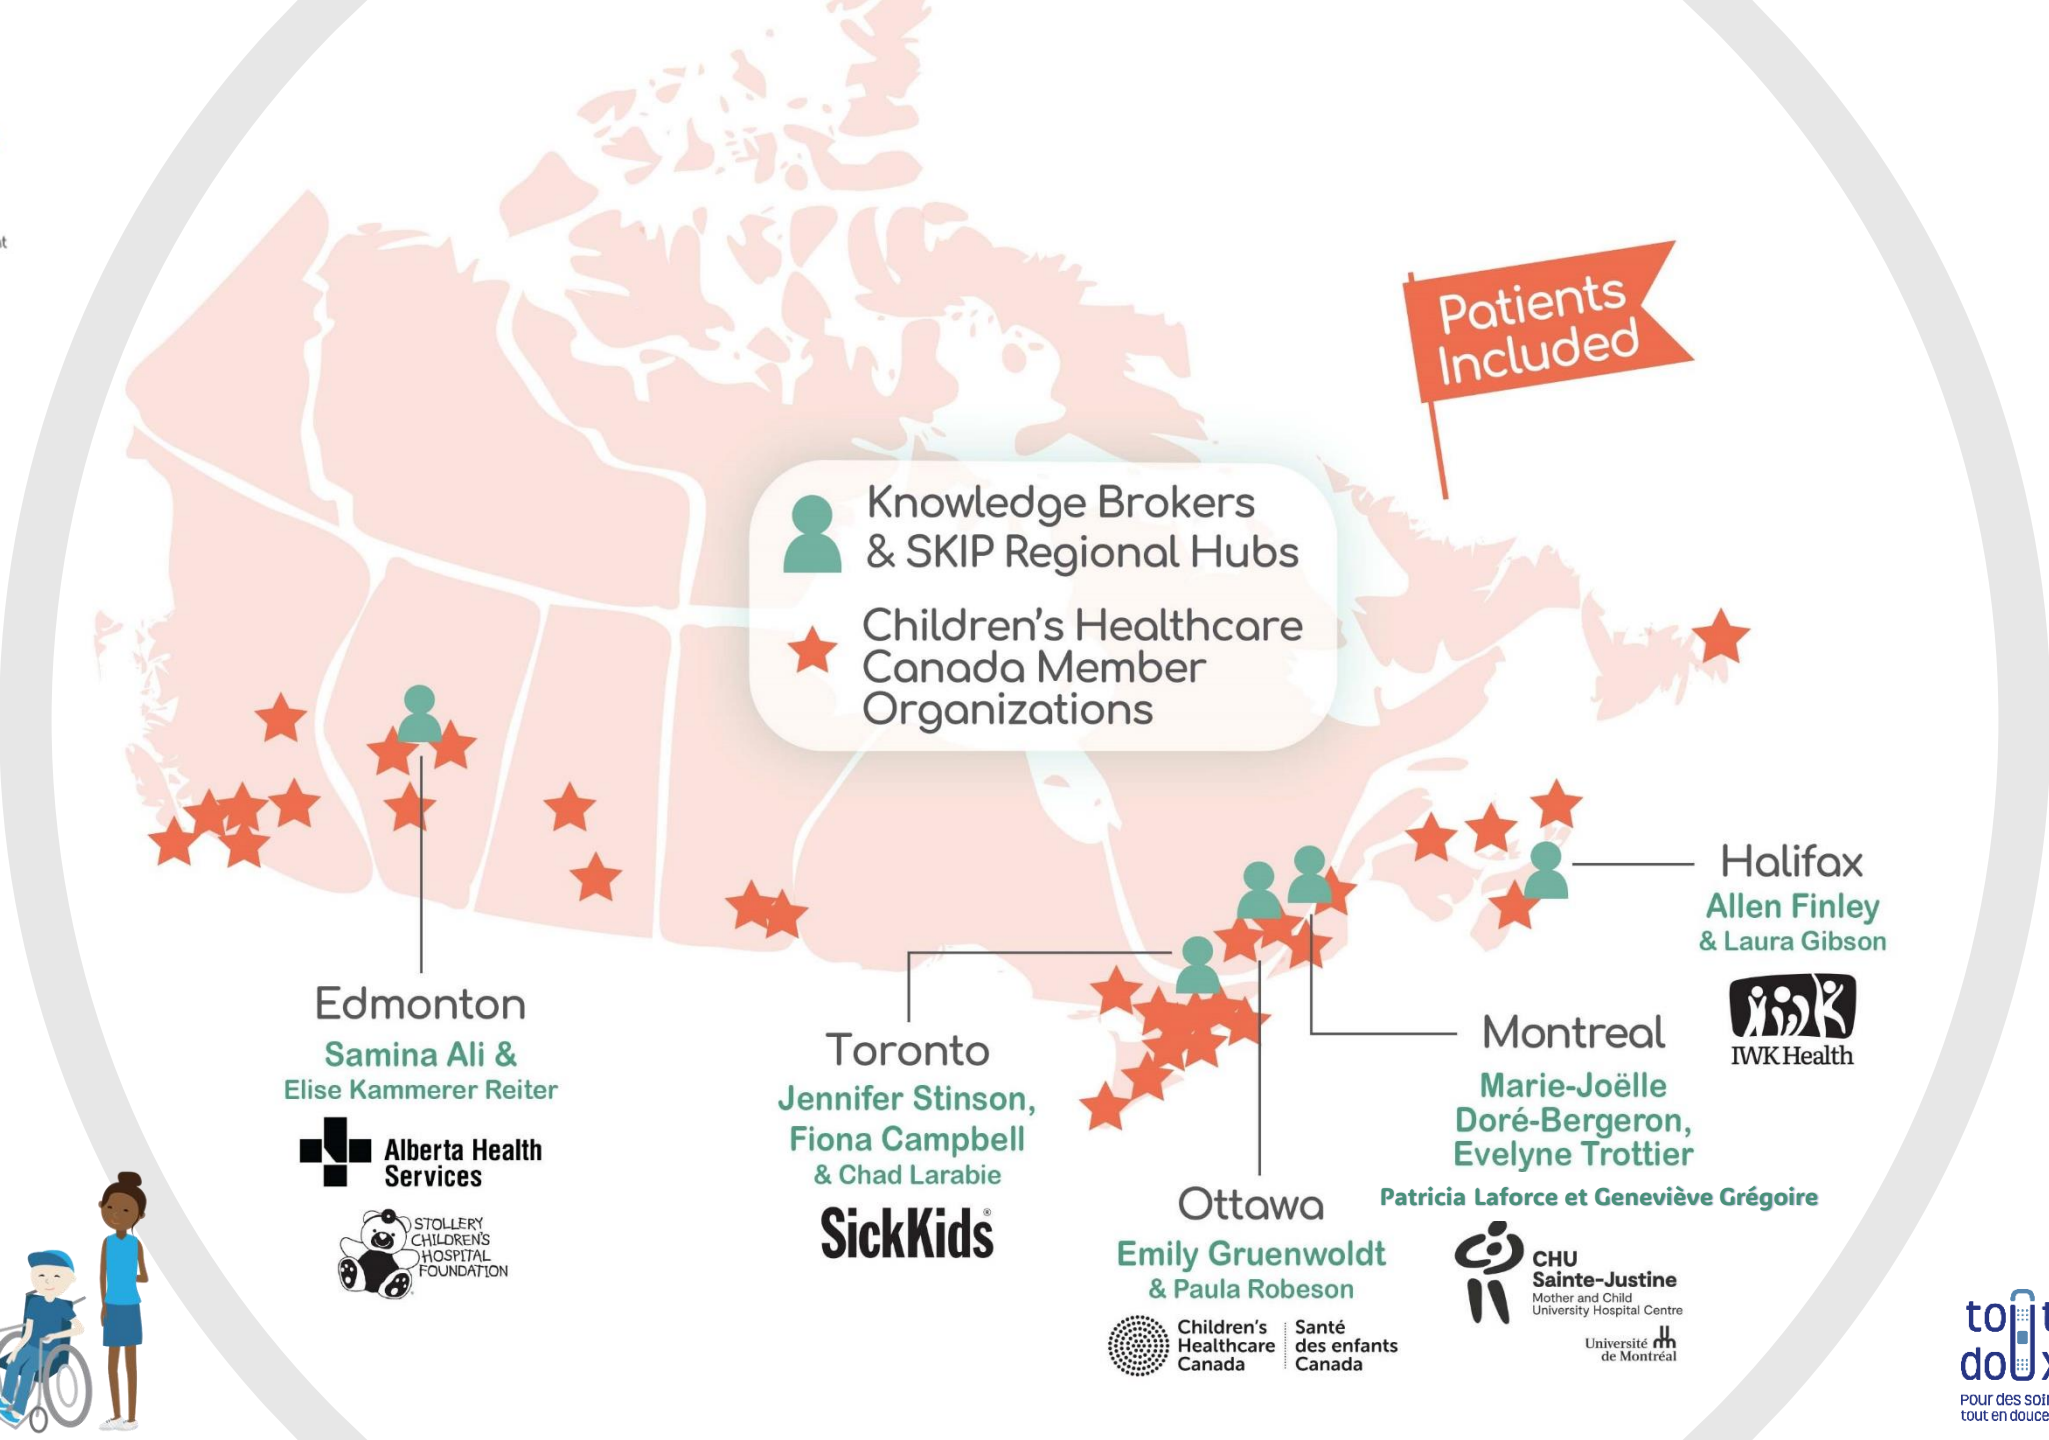 Patients
Included
Knowledge Brokers
& SKIP Regional Hubs
Children's Healthcare
Canada Member
Organizations
Halifax
Allen Finley
& Laura Gibson
IWK
IWK Health
Edmonton
Samina Ali &
Elise Kammerer Reiter
Alberta Health
Services
STOLLERY
CHILDREN'S
HOSPITAL
FOUNDATION
Toronto
Jennifer Stinson,
Fiona Campbell
& Chad Larabie
SickKids®
Ottawa
Emily Gruenwoldt
& Paula Robeson
Children's
Healthcare
Canada
Santé
des enfants
Canada
Montreal
Marie-Joëlle
Doré-Bergeron,
Evelyne Trottier
Patricia Laforce et Geneviève Grégoire
CHU
Sainte-Justine
Mother and Child
University Hospital Centre
Université
de Montréal
tout
doux
Pour des
tout en